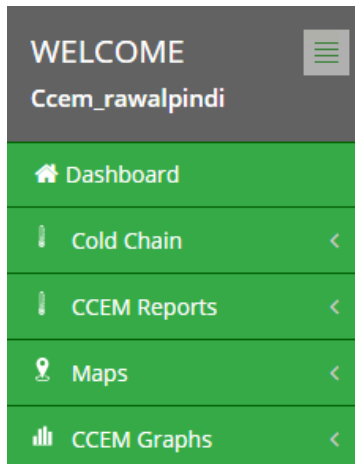 WELCOME
Ccem_rawalpindi
Dashboard
Cold Chain
CCEM Reports
Maps
CCEM Graphs